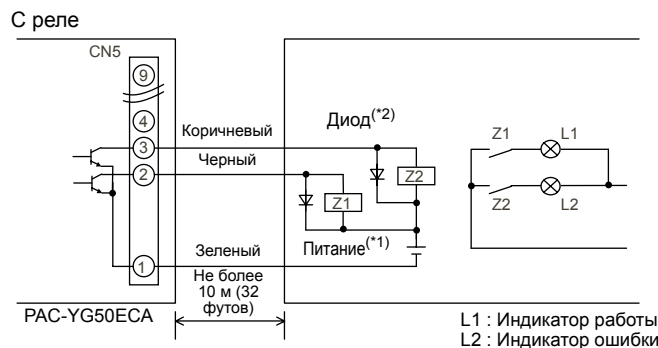 С реле
CN5
9
4
3
2
1
Коричневый
Черный
Зеленый
Не более
10 м (32
футов)
PAC-YG50ECA
Диод(*2)
Z2
Z1
Питание(*1)
Z1 L1
Z2 L2
L1 : Индикатор работы
L2 : Индикатор ошибки